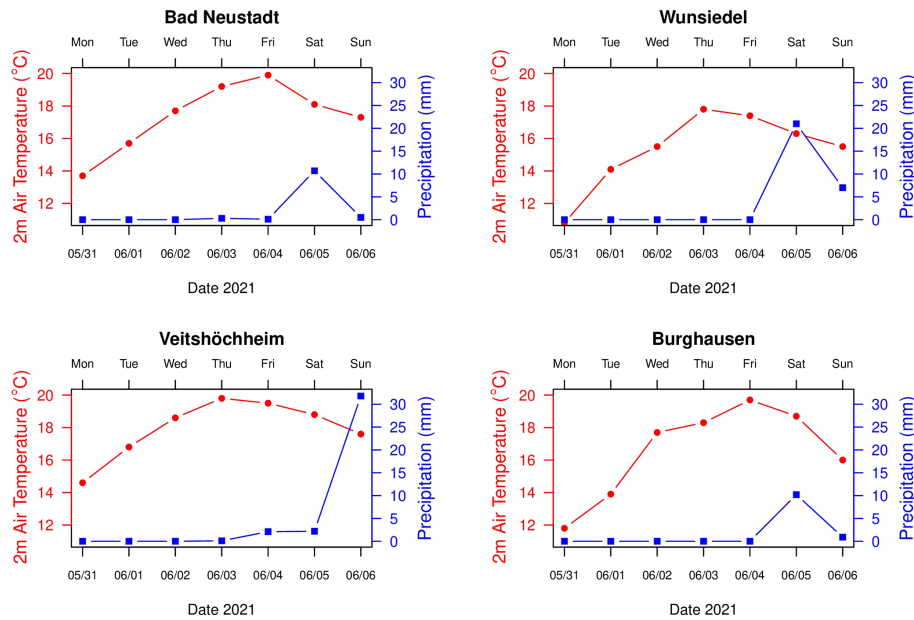 Bad Neustadt
Mon Tue Wed Thu Fri Sat Sun
2m Air Temperature (°C)
20
18
16
14
12
30
25
20
15
10
5
0
Precipitation (mm)
05/31 06/01 06/02 06/03 06/04 06/05 06/06
Date 2021
Wunsiedel
Mon Tue Wed Thu Fri Sat Sun
2m Air Temperature (°C)
20
18
16
14
12
30
25
20
15
10
5
0
Precipitation (mm)
05/31 06/01 06/02 06/03 06/04 06/05 06/06
Date 2021
Veitshöchheim
Mon Tue Wed Thu Fri Sat Sun
2m Air Temperature (°C)
20
18
16
14
12
30
25
20
15
10
5
0
Precipitation (mm)
05/31 06/01 06/02 06/03 06/04 06/05 06/06
Date 2021
Burghausen
Mon Tue Wed Thu Fri Sat Sun
2m Air Temperature (°C)
20
18
16
14
12
30
25
20
15
10
5
0
Precipitation (mm)
05/31 06/01 06/02 06/03 06/04 06/05 06/06
Date 2021